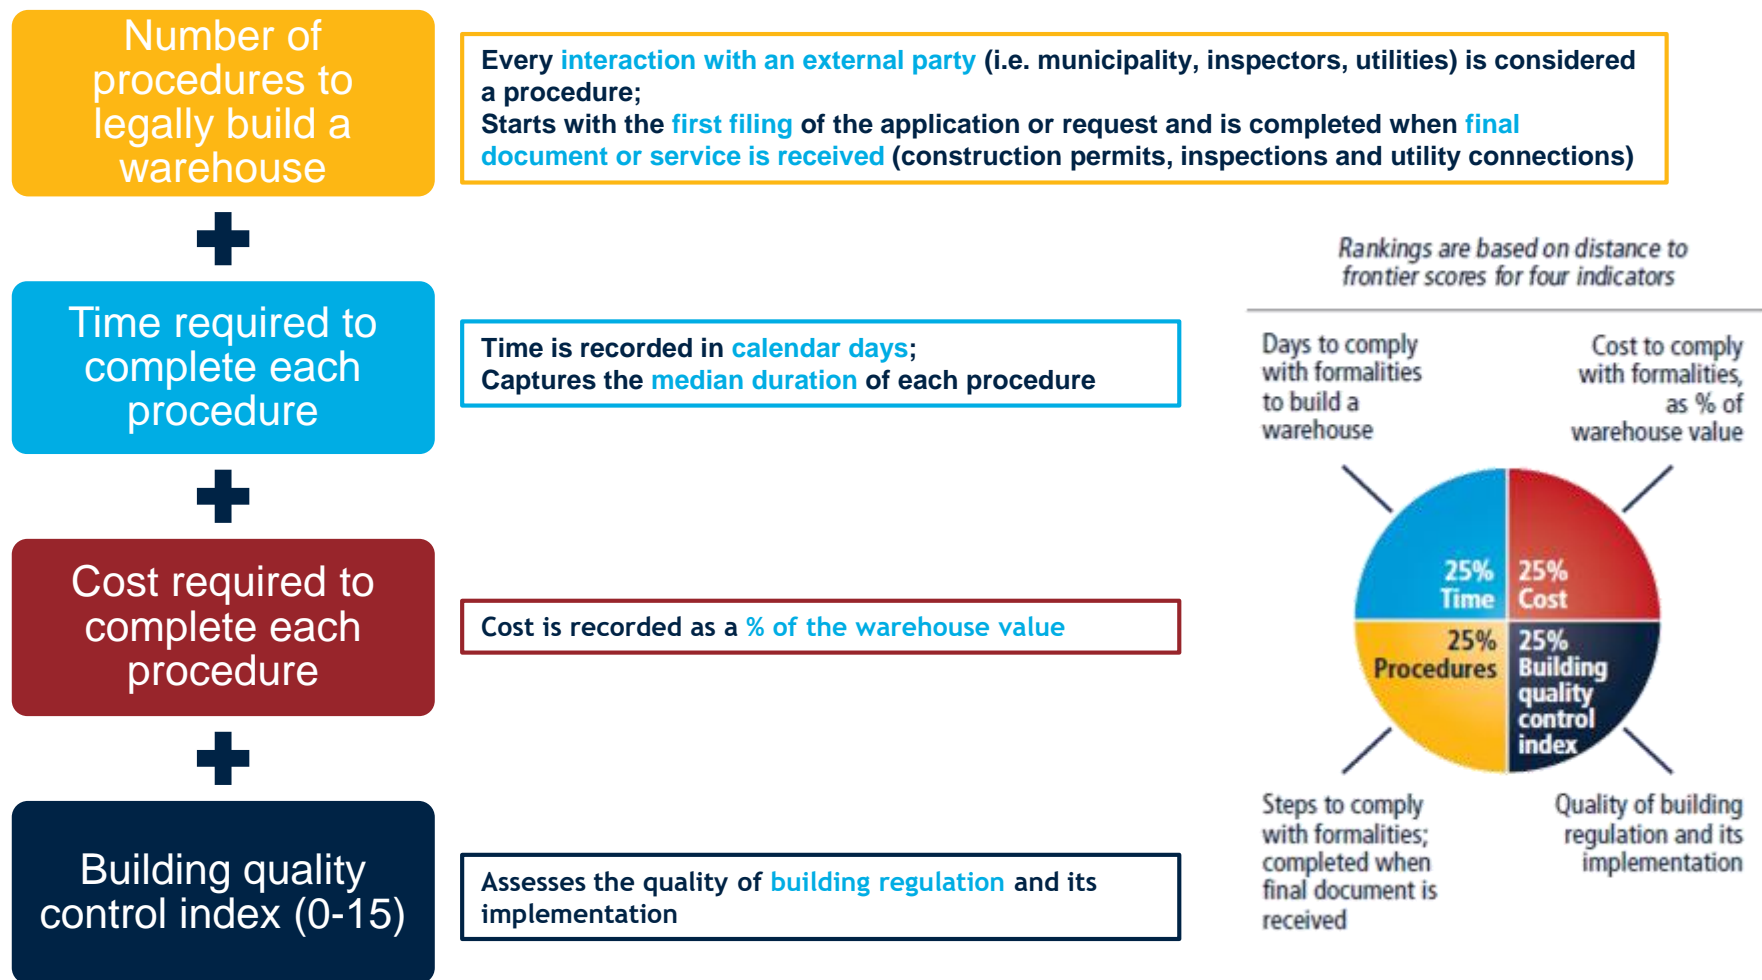 Number of
procedures to
legally build a
warehouse
Every interaction with an external party (i.e. municipality, inspectors, utilities) is considered
a procedure;
Starts with the first filing of the application or request and is completed when final
document or service is received (construction permits, inspections and utility connections)
Time required to
complete each
procedure
Time is recorded in calendar days;
Captures the median duration of each procedure
Cost required to
complete each
procedure
Cost is recorded as a % of the warehouse value
Building quality
control index (0-15)
Assesses the quality of building regulation and its
implementation
Rankings are based on distance to
frontier scores for four indicators
Days to comply
with formalities
to build a
warehouse
Cost to comply
with formalities,
as % of
warehouse value
25%
Time
25%
Cost
25%
Procedures
25%
Building
quality
control
index
Steps to comply
with formalities;
completed when
final document is
received
Quality of building
regulation and its
implementation